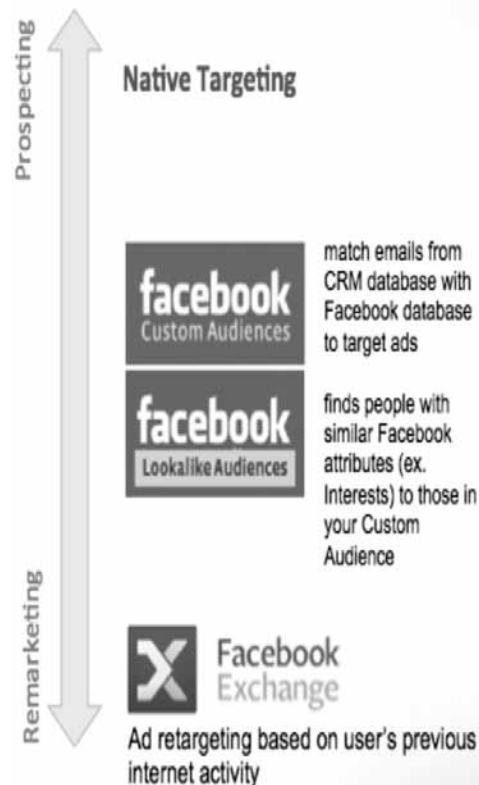 Prospecting
Native Targeting
facebook
Custom Audiences
match emails from
CRM database with
Facebook database
to target ads
facebook
Lookalike Audiences
finds people with
similar Facebook
attributes (ex.
Interests) to those in
your Custom
Audience
Remarketing
Facebook
Exchange
Ad retargeting based on user's previous
internet activity